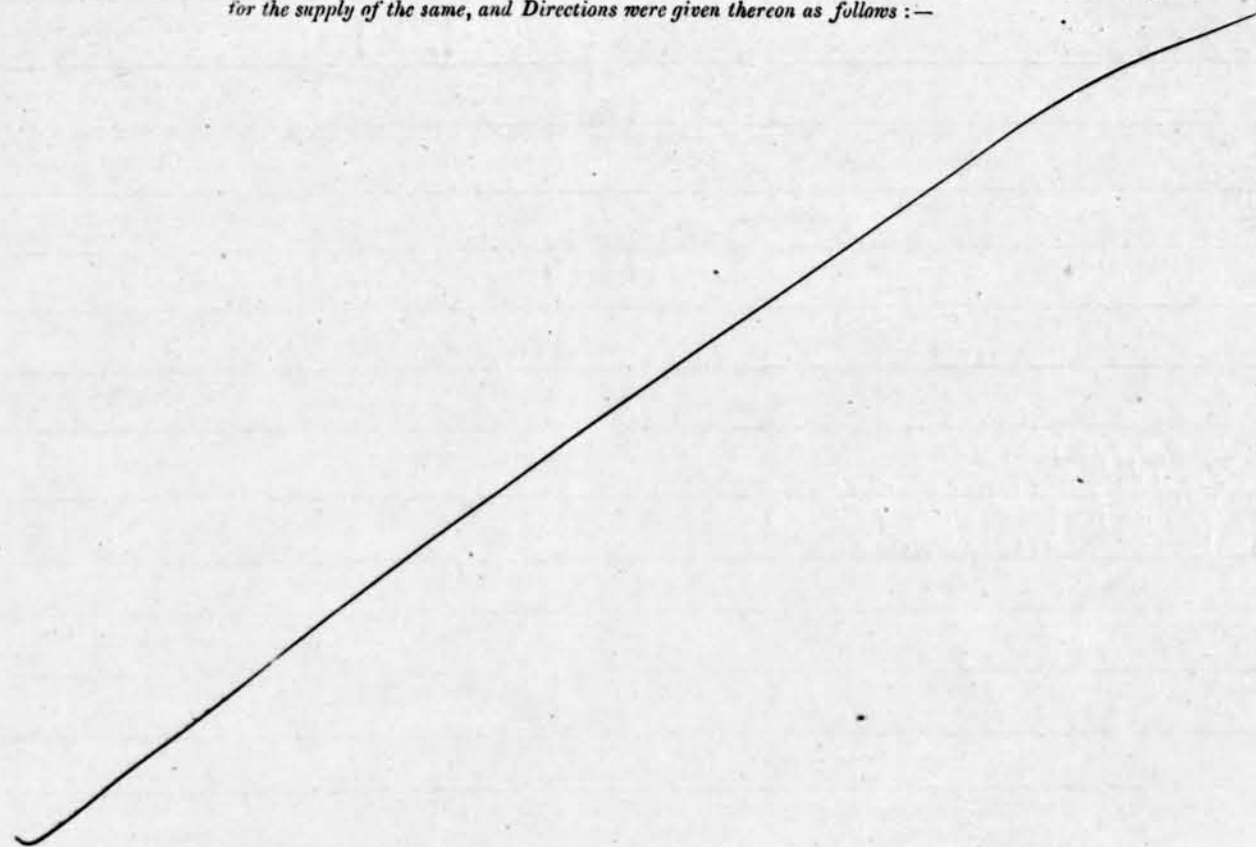 for the supply of the same, and Directions were given thereon as follows :—